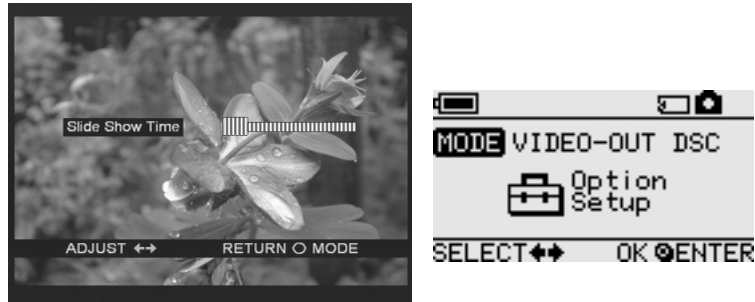 Slide Show Time
ADJUST ←→ RETURN ○ MODE
MODE VIDEO-OUT DSC
Option
Setup
SELECT ←→ OK ENTER